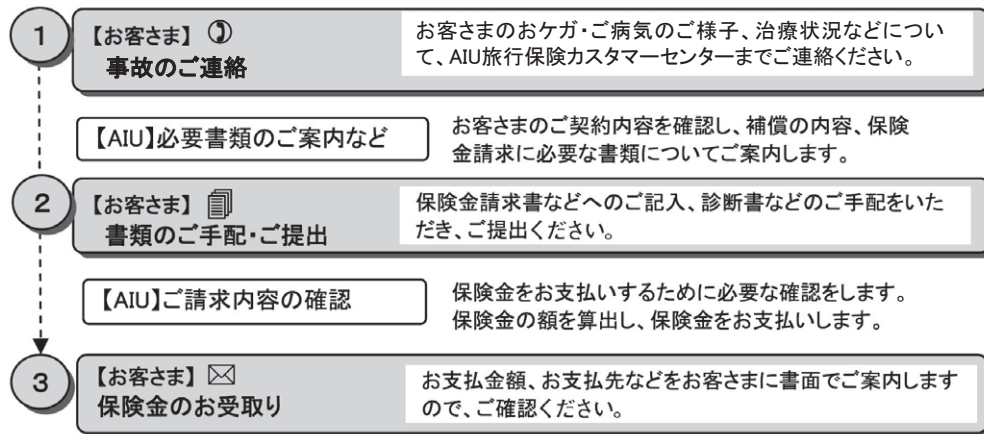 1
【お客さま】
事故のご連絡
お客さまのおケガ・ご病気のご様子、治療状況などについ
て、AIU旅行保険カスタマーセンターまでご連絡ください。
【AIU】必要書類のご案内など
お客さまのご契約内容を確認し、補償の内容、保険
金請求に必要な書類についてご案内します。
2
【お客さま】
書類のご手配・ご提出
保険金請求書などへのご記入、診断書などのご手配をいた
だき、ご提出ください。
【AIU】ご請求内容の確認
保険金をお支払いするために必要な確認をします。
保険金の額を算出し、保険金をお支払いします。
3
【お客さま】
保険金のお受取り
お支払金額、お支払先などをお客さまに書面でご案内します
ので、ご確認ください。